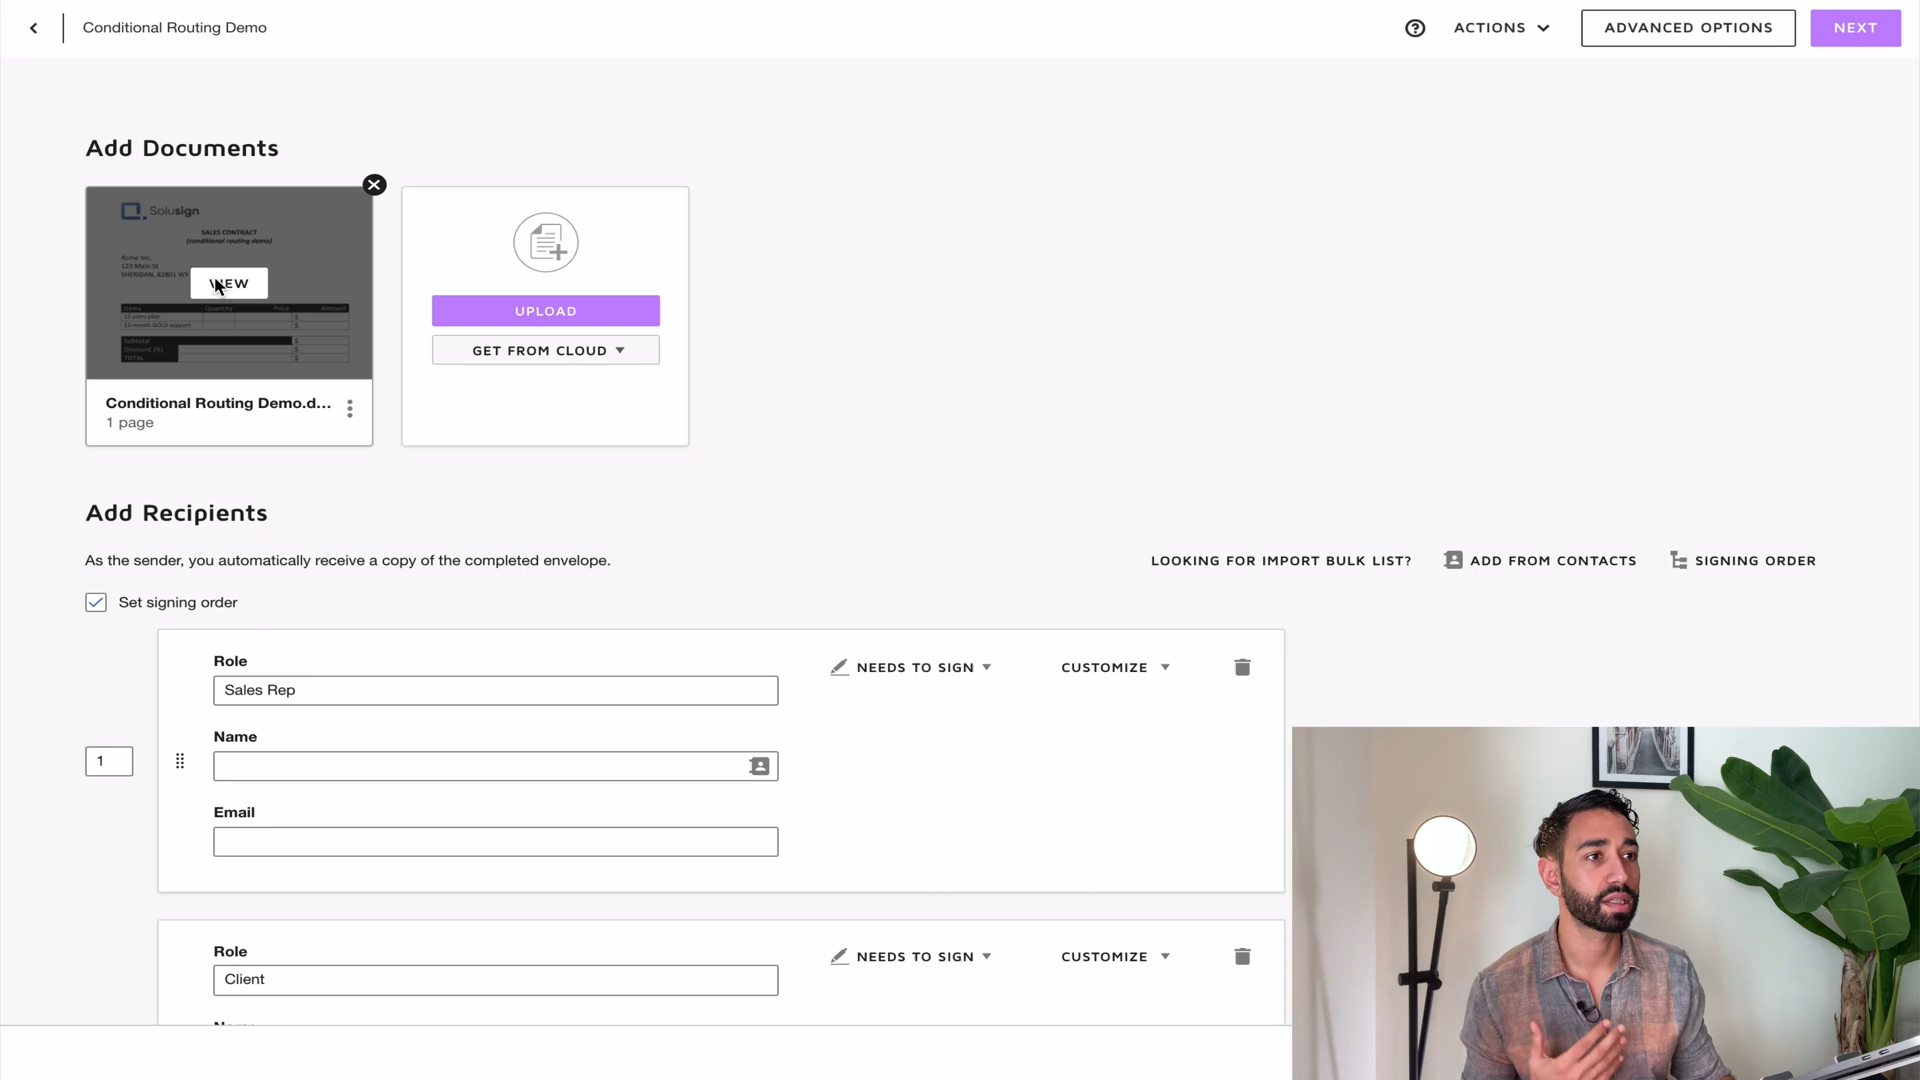 Conditional Routing Demo
ACTIONS
ADVANCED OPTIONS
NEXT
Add Documents
Solusign
SALES CONTRACT
(conditional routing demo)
Acme Inc.
123 Main St
SHERIDAN, 82801 WY
VIEW
Items Quantity Price Amount
12 users plan $
12-month GOLD support $
Subtotal $
Discount (%) $
TOTAL $
Conditional Routing Demo.d...
1 page
UPLOAD
GET FROM CLOUD
Add Recipients
As the sender, you automatically receive a copy of the completed envelope.
LOOKING FOR IMPORT BULK LIST?
ADD FROM CONTACTS
SIGNING ORDER
Set signing order
1
Role
Sales Rep
NEEDS TO SIGN
CUSTOMIZE
Name
Email
Role
Client
NEEDS TO SIGN
CUSTOMIZE